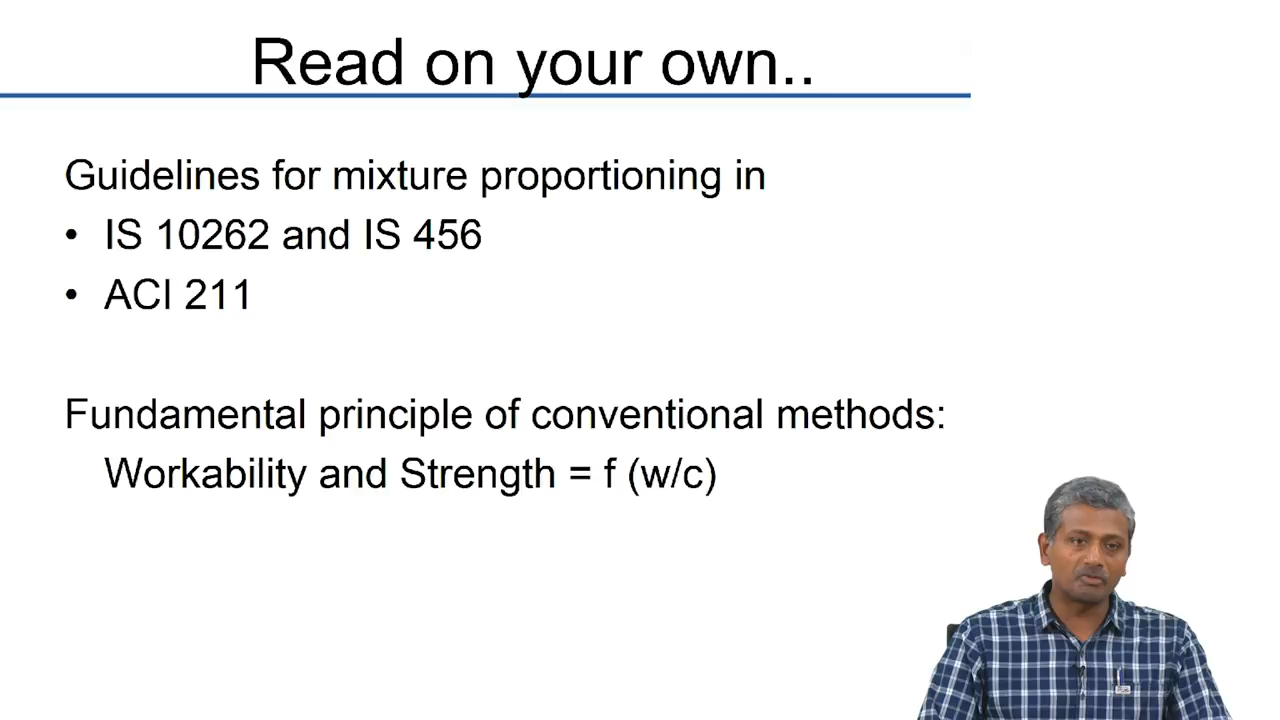 Read on your own..
Guidelines for mixture proportioning in
• IS 10262 and IS 456
• ACI 211
Fundamental principle of conventional methods:
Workability and Strength = f (w/c)